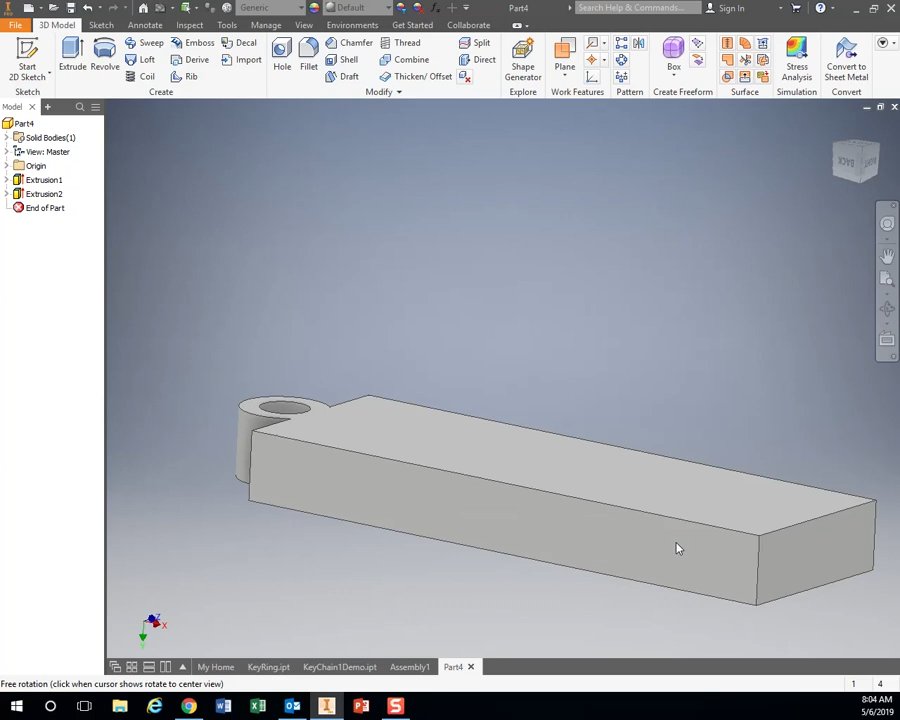 PRO
Generic
Default
Part4
Search Help & Commands...
Sign In
File
3D Model
Sketch
Annotate
Inspect
Tools
Manage
View
Environments
Get Started
Collaborate
Start
2D Sketch
Extrude
Revolve
Sweep
Loft
Coil
Emboss
Derive
Rib
Decal
Import
Hole
Fillet
Chamfer
Shell
Draft
Thread
Combine
Thicken/ Offset
Split
Direct
Shape
Generator
Plane
Box
Stress
Analysis
Convert to
Sheet Metal
Sketch
Create
Modify
Explore
Work Features
Pattern
Create Freeform
Surface
Simulation
Convert
Model
Part4
Solid Bodies(1)
View: Master
Origin
Extrusion1
Extrusion2
End of Part
BACK
RIGHT
Z
X
Y
My Home
KeyRing.ipt
KeyChain1Demo.ipt
Assembly1
Part4
Free rotation (click when cursor shows rotate to center view)
1
4
8:04 AM
5/6/2019